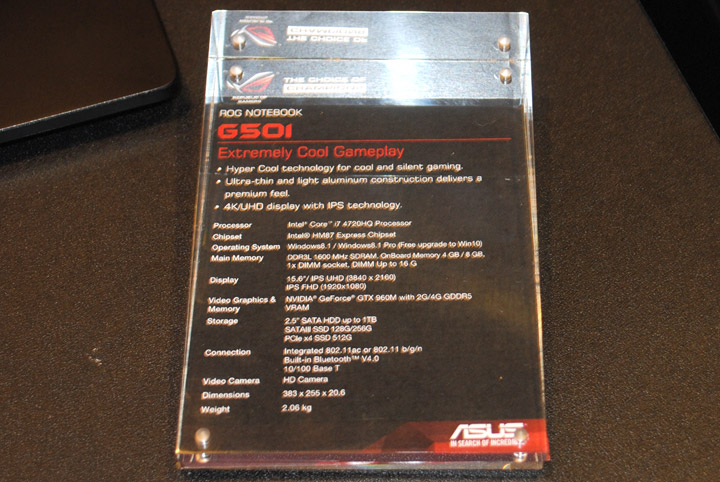 THE CHOICE OF
REPUBLIC OF
GAMERS
ROG NOTEBOOK
G501
Extremely Cool Gameplay
• Hyper Cool technology for cool and silent gaming.
• Ultra-thin and light aluminum construction delivers a
premium feel.
• 4K/UHD display with IPS technology.
Processor Intel® Core™ i7 4720HQ Processor
Chipset Intel® HM87 Express Chipset
Operating System Windows8.1 / Windows8.1 Pro (Free upgrade to Win10)
Main Memory DDR3L 1600 MHz SDRAM, OnBoard Memory 4 GB / 8 GB,
1x DIMM socket, DIMM Up to 16 G
Display 15.6"/ IPS UHD (3840 x 2160)
IPS FHD (1920x1080)
Video Graphics & NVIDIA® GeForce® GTX 960M with 2G/4G GDDR5
Memory VRAM
Storage 2.5" SATA HDD up to 1TB
SATAIII SSD 128G/256G
PCIe x4 SSD 512G
Connection Integrated 802.11ac or 802.11 b/g/n
Built-in Bluetooth™ V4.0
10/100 Base T
Video Camera HD Camera
Dimensions 383 x 255 x 20.6
Weight 2.06 kg
ASUS
IN SEARCH OF INCREDIBLE